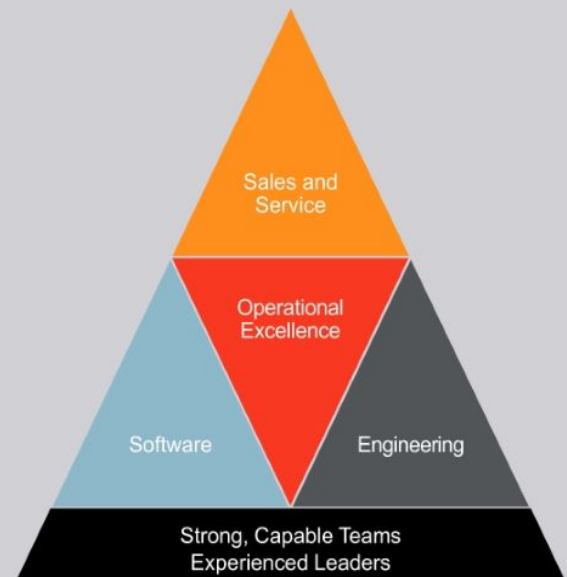 Sales and
Service
Operational
Excellence
Software
Engineering
Strong, Capable Teams
Experienced Leaders